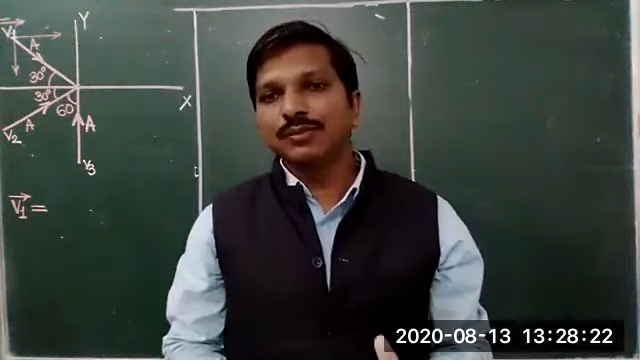 Y
V₁
A
30°
X
30°
60
A
A
V₂
V₃
V₁ =
2020-08-13 13:28:22